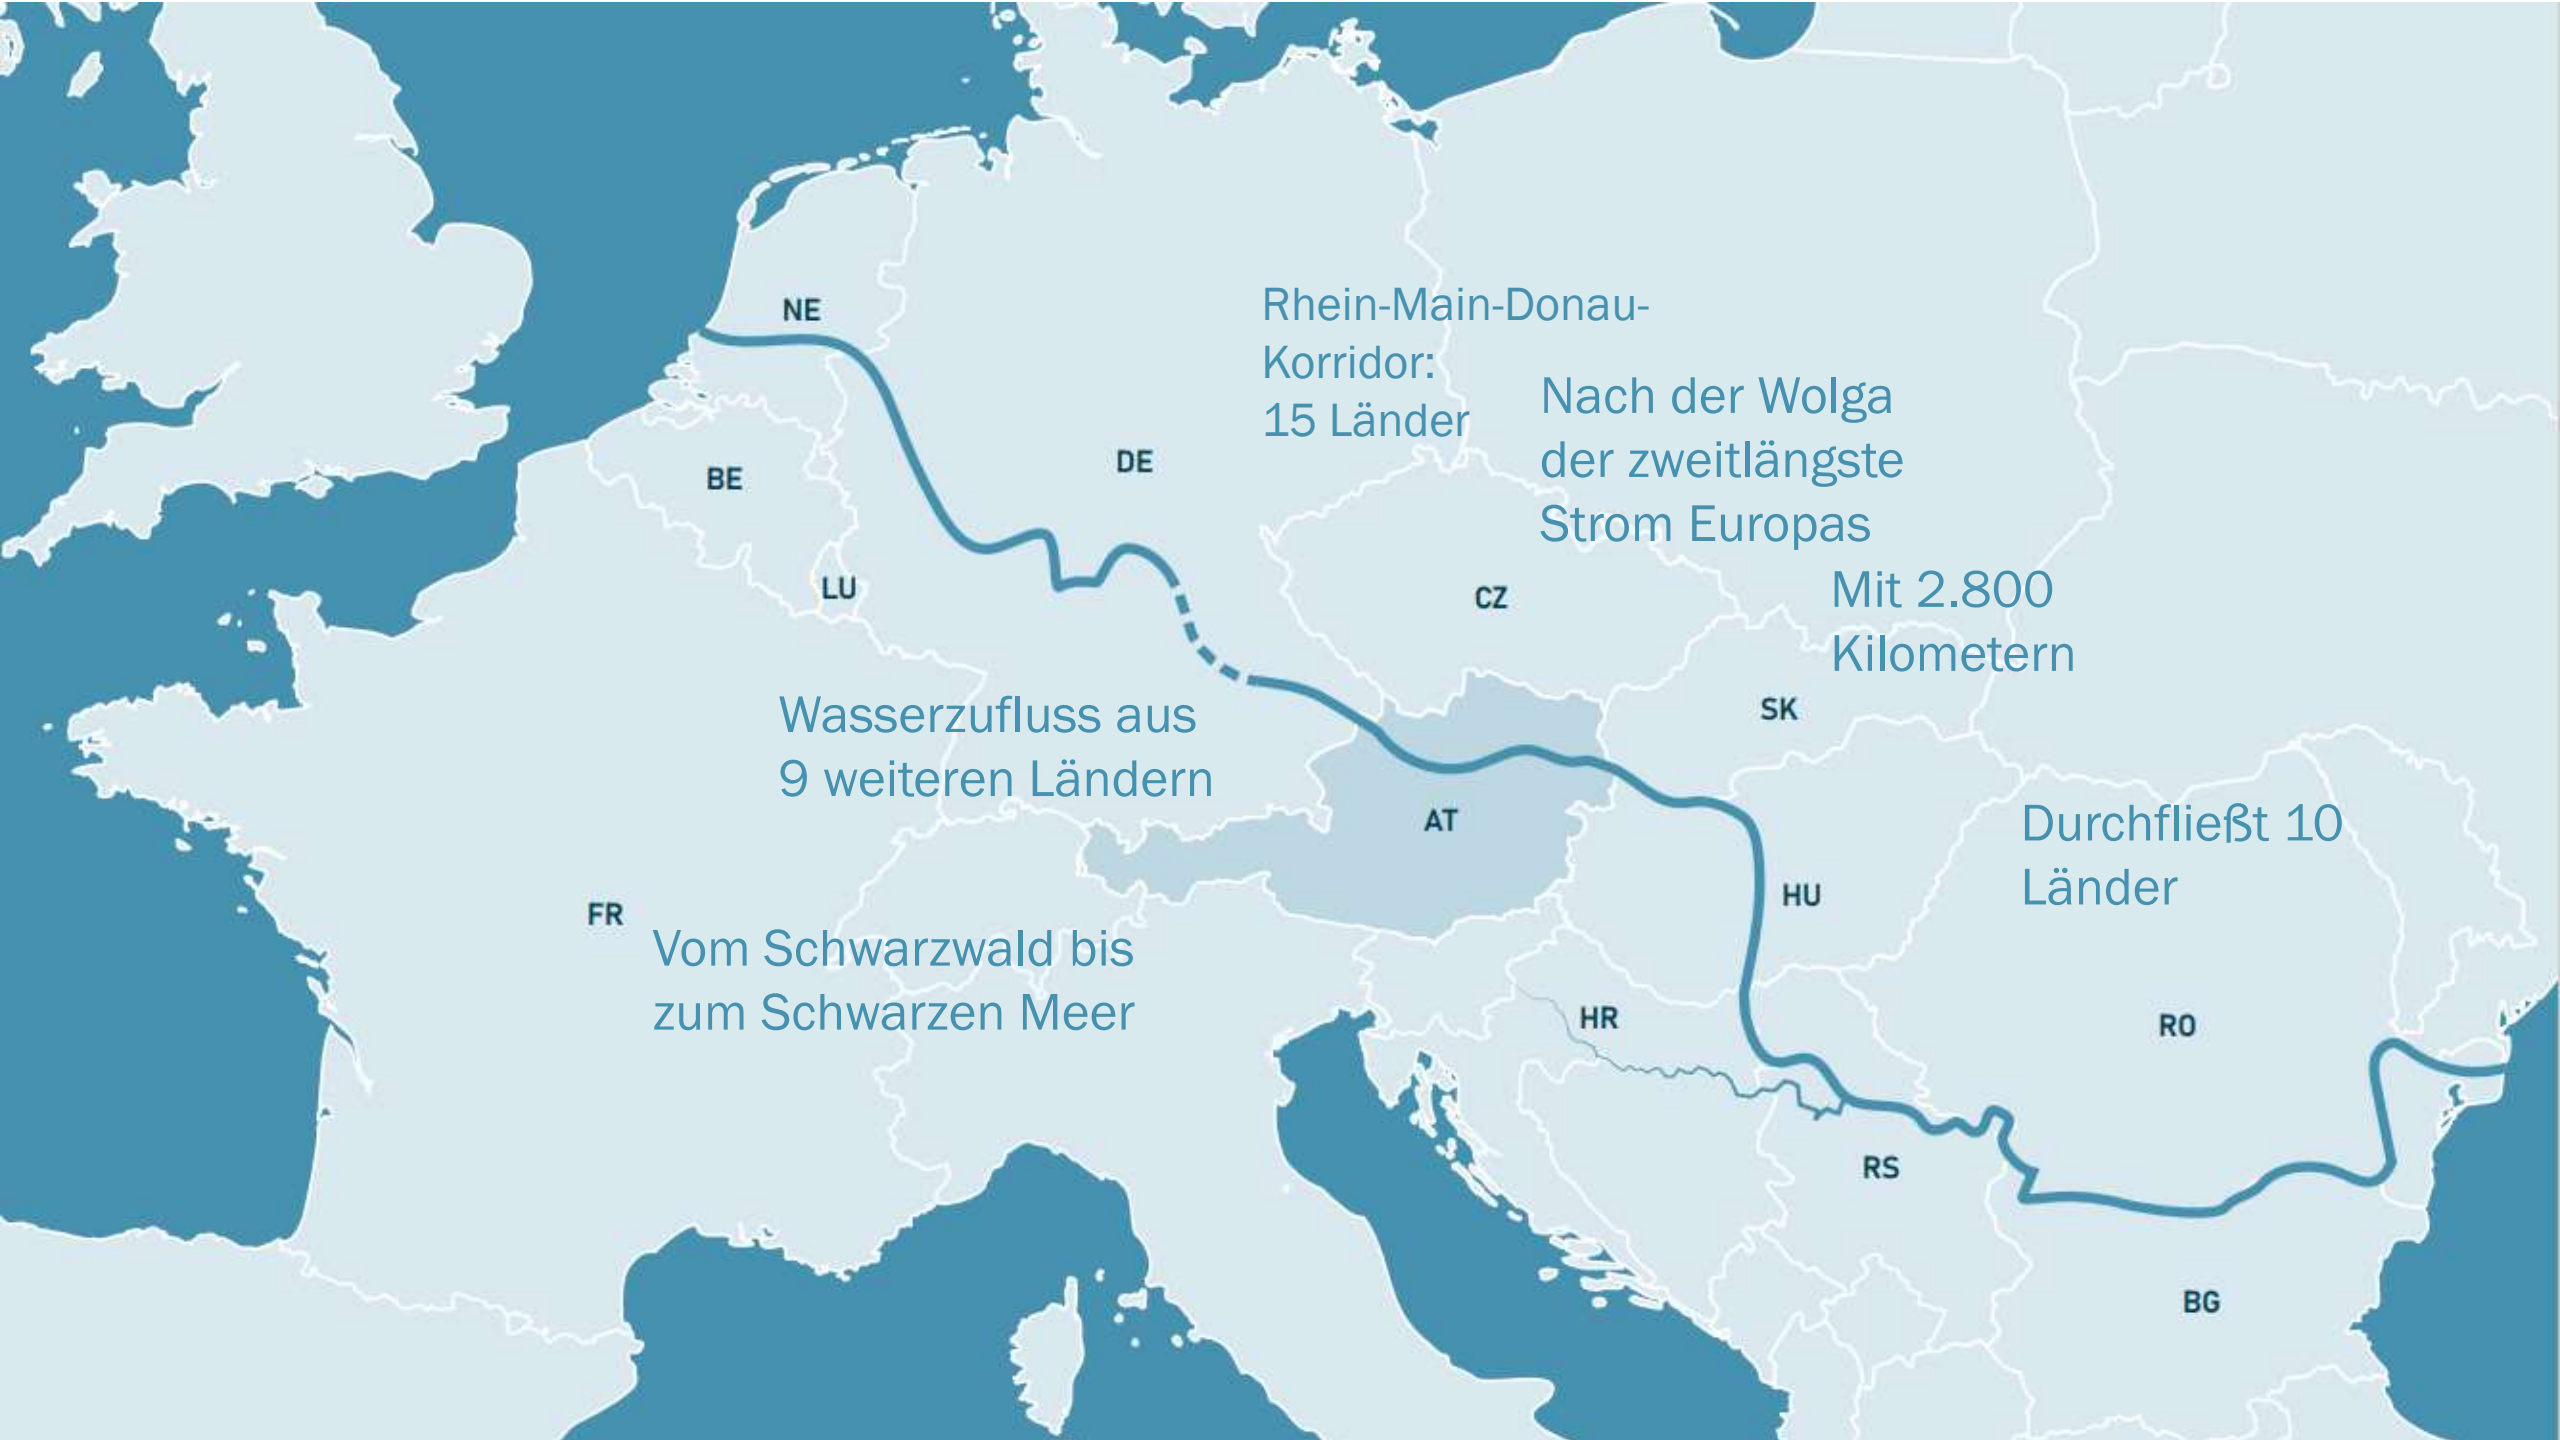 NE
Rhein-Main-Donau-
Korridor:
15 Länder
Nach der Wolga
der zweitlängste
Strom Europas
DE
BE
LU
CZ
Mit 2.800
Kilometern
SK
Wasserzufluss aus
9 weiteren Ländern
AT
Durchfließt 10
Länder
HU
FR
Vom Schwarzwald bis
zum Schwarzen Meer
HR
RO
RS
BG